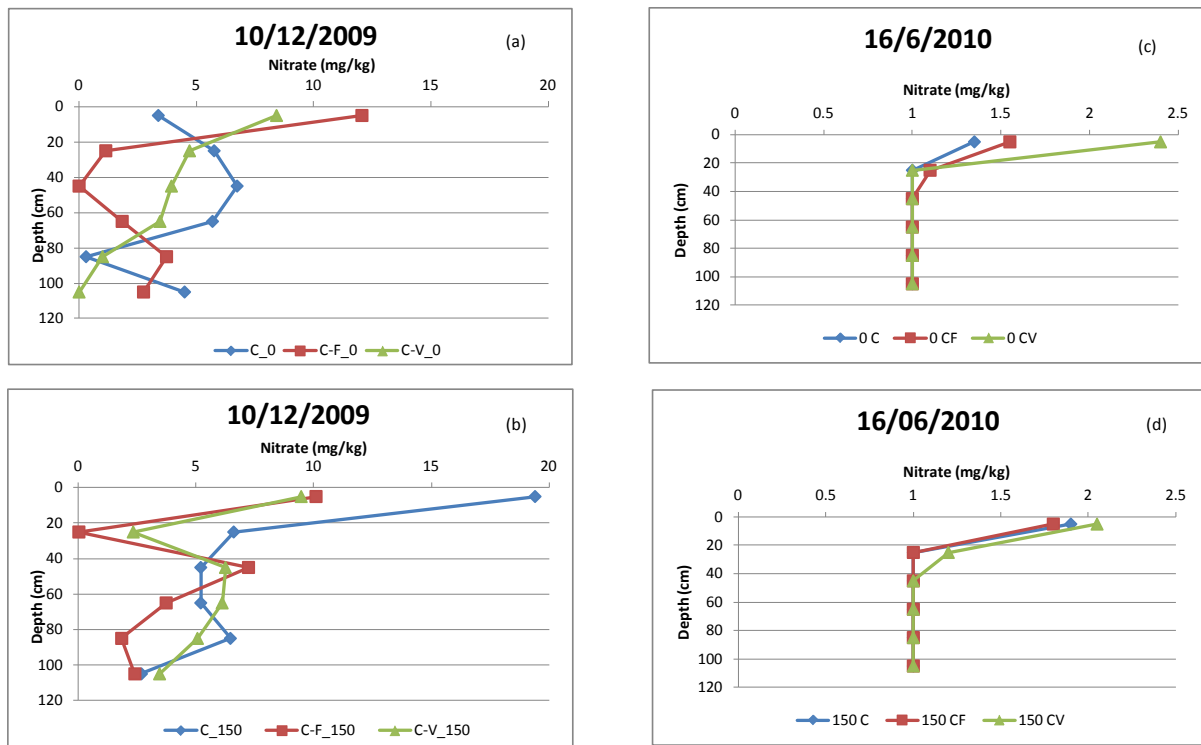 10/12/2009
(a)
Nitrate (mg/kg)
0 5 10 15 20
0
20
40
60
80
100
120
Depth (cm)
C_0 C-F_0 C-V_0
16/6/2010
(c)
Nitrate (mg/kg)
0 0.5 1 1.5 2 2.5
0
20
40
60
80
100
120
Depth (cm)
0 C 0 CF 0 CV
10/12/2009
(b)
Nitrate (mg/kg)
0 5 10 15 20
0
20
40
60
80
100
120
Depth (cm)
C_150 C-F_150 C-V_150
16/06/2010
(d)
Nitrate (mg/kg)
0 0.5 1 1.5 2 2.5
0
20
40
60
80
100
120
Depth (cm)
150 C 150 CF 150 CV